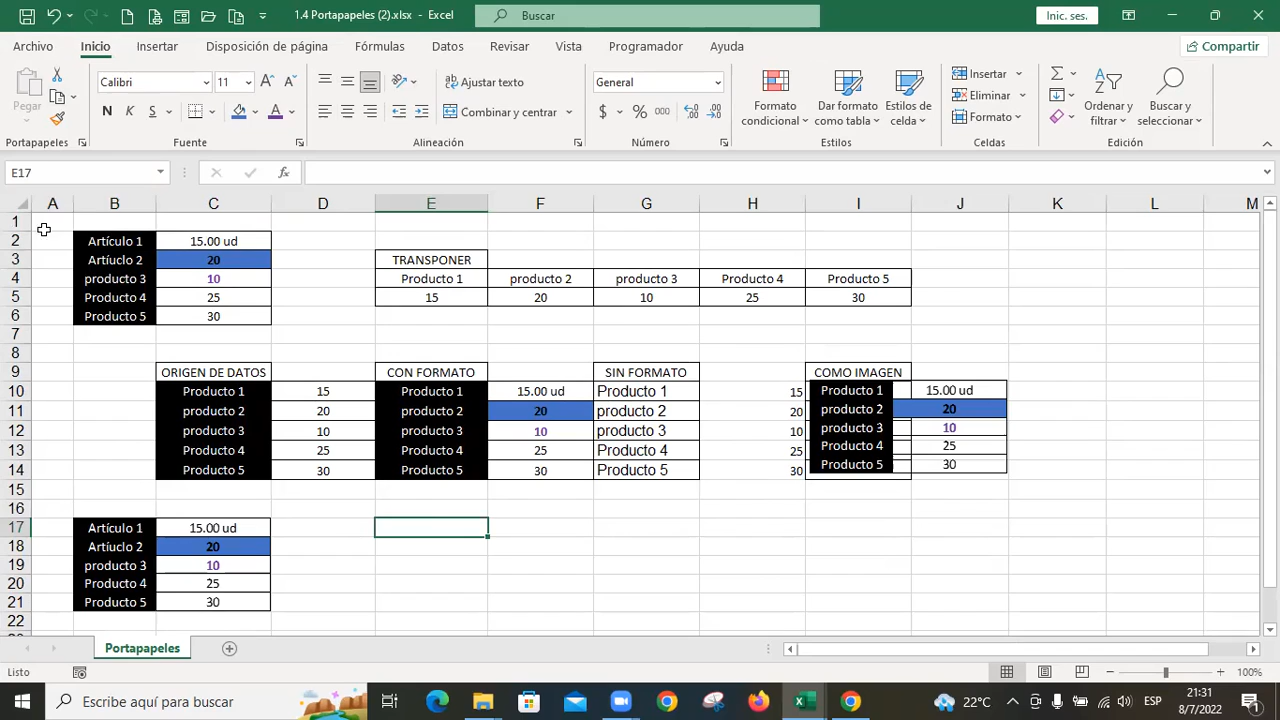 1.4 Portapapeles (2).xlsx - Excel
Buscar
Inic. ses.
Archivo Inicio Insertar Disposición de página Fórmulas Datos Revisar Vista Programador Ayuda
Compartir
Pegar
Calibri 11
N K S
Ajustar texto
Combinar y centrar
General
$ % 000
Formato condicional
Dar formato como tabla
Estilos de celda
Insertar
Eliminar
Formato
Ordenar y filtrar
Buscar y seleccionar
Portapapeles Fuente Alineación Número Estilos Celdas Edición
E17
fx
A B C D E F G H I J K L M
1
2 Artículo 1 15.00 ud
3 Artíuclo 2 20 TRANSPONER
4 producto 3 10 Producto 1 producto 2 producto 3 Producto 4 Producto 5
5 Producto 4 25 15 20 10 25 30
6 Producto 5 30
7
8
9 ORIGEN DE DATOS CON FORMATO SIN FORMATO COMO IMAGEN
10 Producto 1 15 Producto 1 15.00 ud Producto 1 15 Producto 1 15.00 ud
11 producto 2 20 producto 2 20 producto 2 20 producto 2 20
12 producto 3 10 producto 3 10 producto 3 10 producto 3 10
13 Producto 4 25 Producto 4 25 Producto 4 25 Producto 4 25
14 Producto 5 30 Producto 5 30 Producto 5 30 Producto 5 30
15
16
17 Artículo 1 15.00 ud
18 Artíuclo 2 20
19 producto 3 10
20 Producto 4 25
21 Producto 5 30
22
Portapapeles
Listo
100%
Escribe aquí para buscar
22°C
ESP
21:31
8/7/2022
1